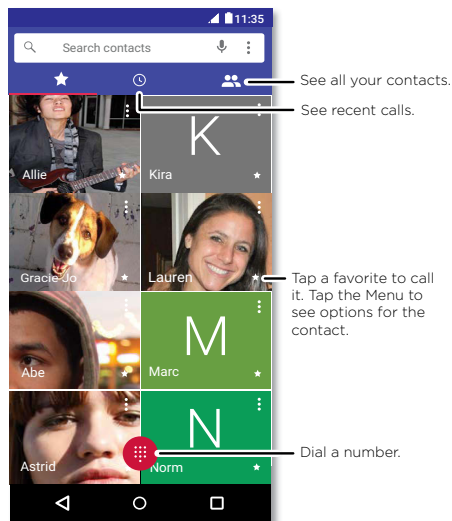 11:35
Search contacts
See all your contacts.
See recent calls.
K
Allie
Kira
Gracie Jo
Lauren
Tap a favorite to call
it. Tap the Menu to
see options for the
contact.
M
Abe
Marc
N
Astrid
Norm
Dial a number.